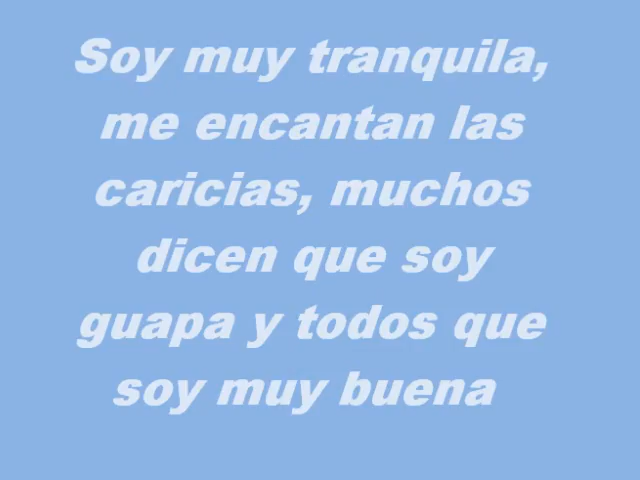 Soy muy tranquila,
me encantan las
caricias, muchos
dicen que soy
guapa y todos que
soy muy buena